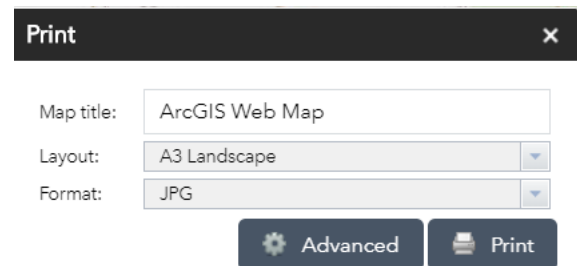 Print
Map title: ArcGIS Web Map
Layout: A3 Landscape
Format: JPG
Advanced Print